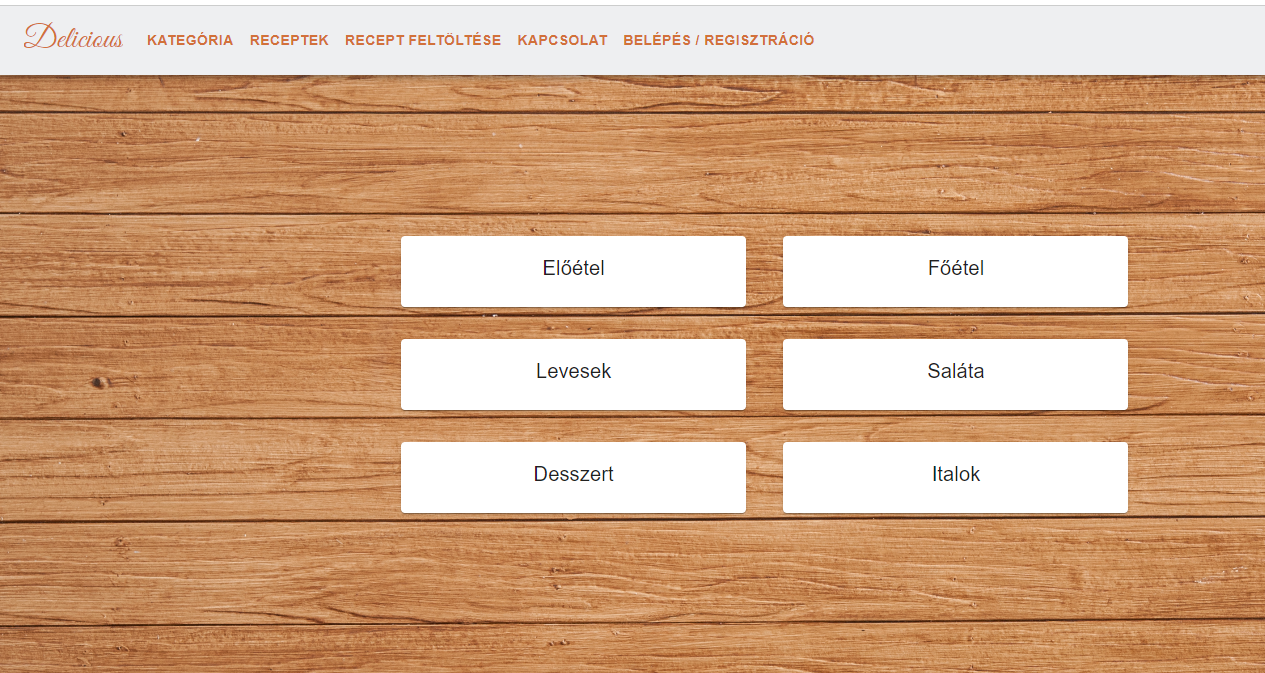 Delicious KATEGÓRIA RECEPTEK RECEPT FELTÖLTÉSE KAPCSOLAT BELÉPÉS / REGISZTRÁCIÓ
Előétel Főétel
Levesek Saláta
Desszert Italok